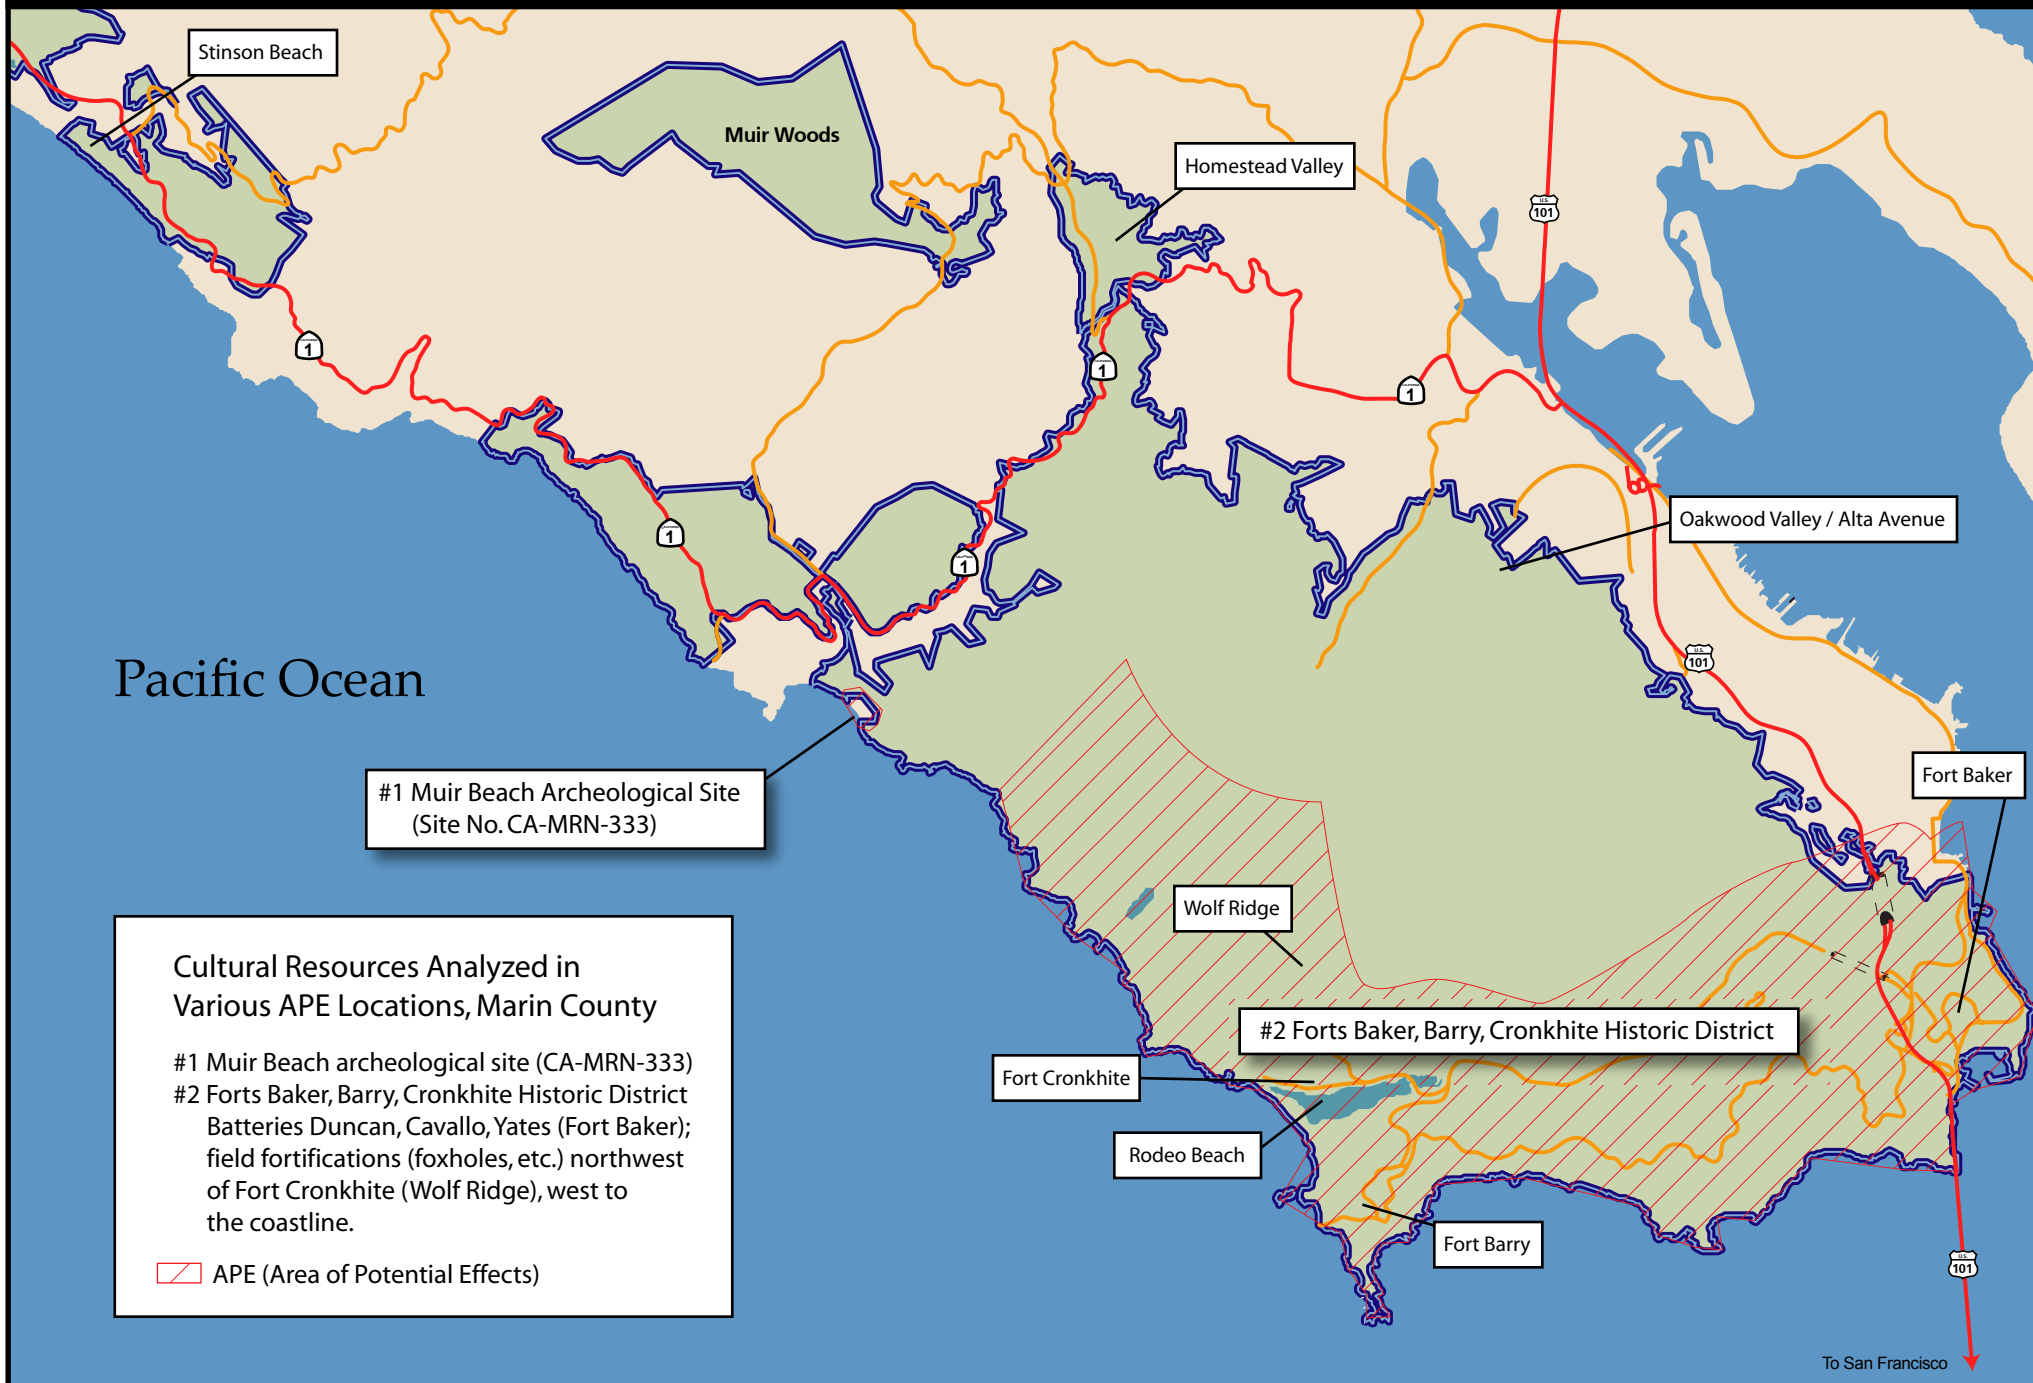 Stinson Beach
Muir Woods
Homestead Valley
U.S.
101
1
1
1
Oakwood Valley / Alta Avenue
1
1
U.S.
101
Pacific Ocean
#1 Muir Beach Archeological Site
(Site No. CA-MRN-333)
Fort Baker
Wolf Ridge
#2 Forts Baker, Barry, Cronkhite Historic District
Fort Cronkhite
Rodeo Beach
Fort Barry
U.S.
101
To San Francisco
Cultural Resources Analyzed in
Various APE Locations, Marin County
#1 Muir Beach archeological site (CA-MRN-333)
#2 Forts Baker, Barry, Cronkhite Historic District
Batteries Duncan, Cavallo, Yates (Fort Baker);
field fortifications (foxholes, etc.) northwest
of Fort Cronkhite (Wolf Ridge), west to
the coastline.
APE (Area of Potential Effects)